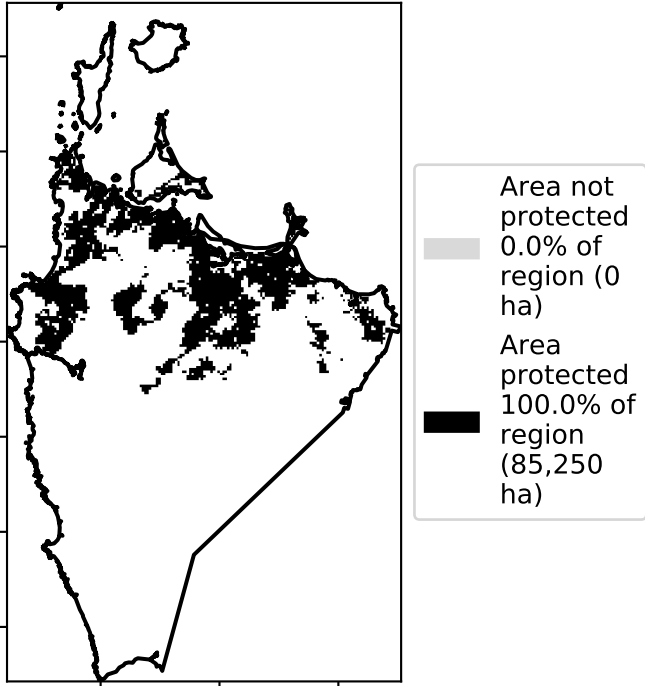 Area not
protected
0.0% of
region (0
ha)
Area
protected
100.0% of
region
(85,250
ha)